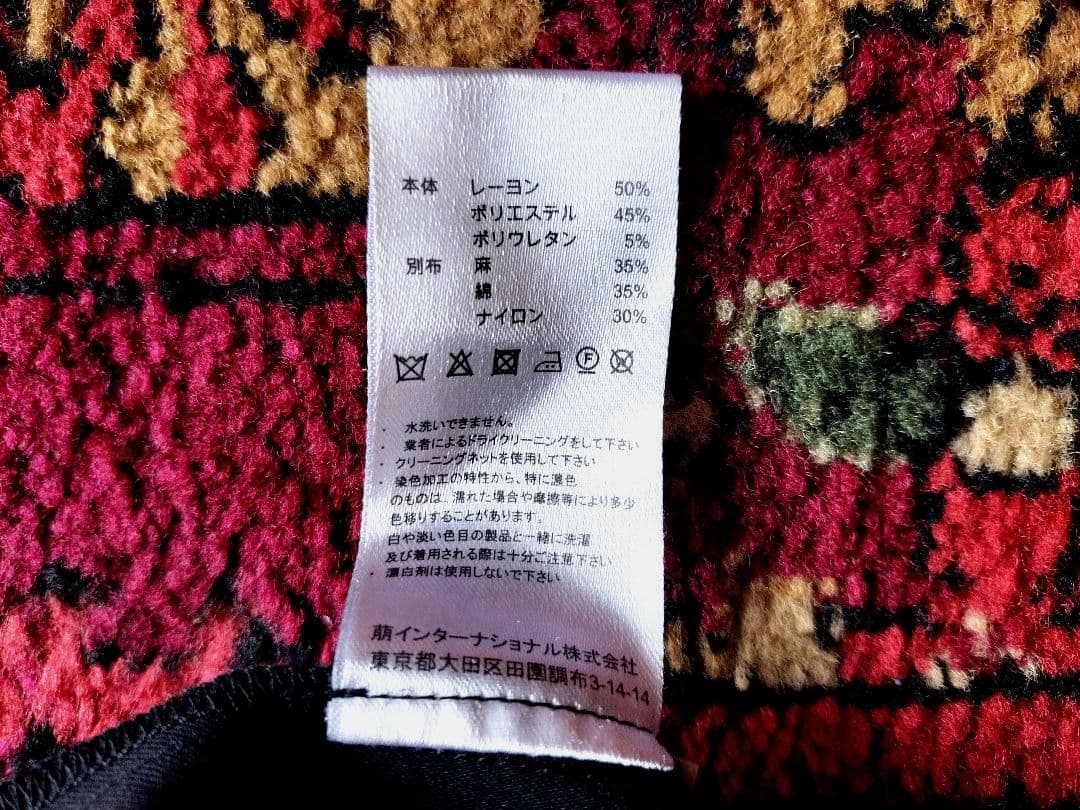 本体 レーヨン 50%
ポリエステル 45%
ポリウレタン 5%
別布 麻 35%
綿 35%
ナイロン 30%
F
・ 水洗いできません。
・ 業者によるドライクリーニングをして下さい
・ クリーニングネットを使用して下さい
・ 染色加工の特性から、特に濃色
のものは、濡れた場合や摩擦等により多少
色移りすることがあります。
白や淡い色目の製品と一緒に洗濯
及び着用される際は十分ご注意下さい
・ 漂白剤は使用しないで下さい
萌インターナショナル株式会社
東京都大田区田園調布3-14-14